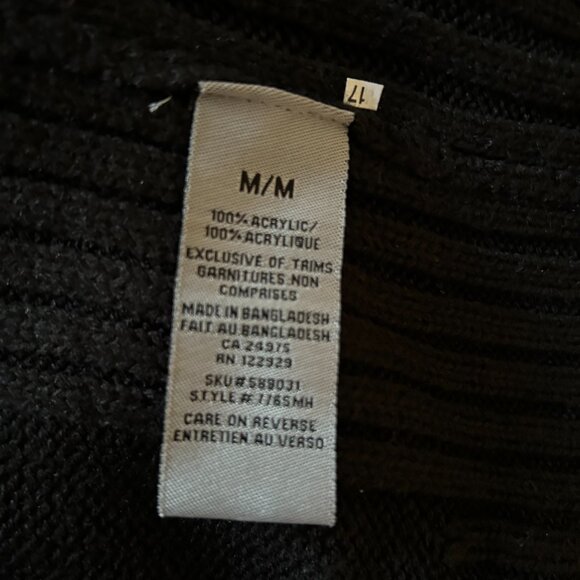 17
M/M
100% ACRYLIC/
100% ACRYLIQUE
EXCLUSIVE OF TRIMS
GARNITURES NON
COMPRISES
MADE IN BANGLADESH
FAIT AU BANGLADESH
CA 24975
RN 122929
SKU# 589031
STYLE# 7765MH
CARE ON REVERSE
ENTRETIEN AU VERSO